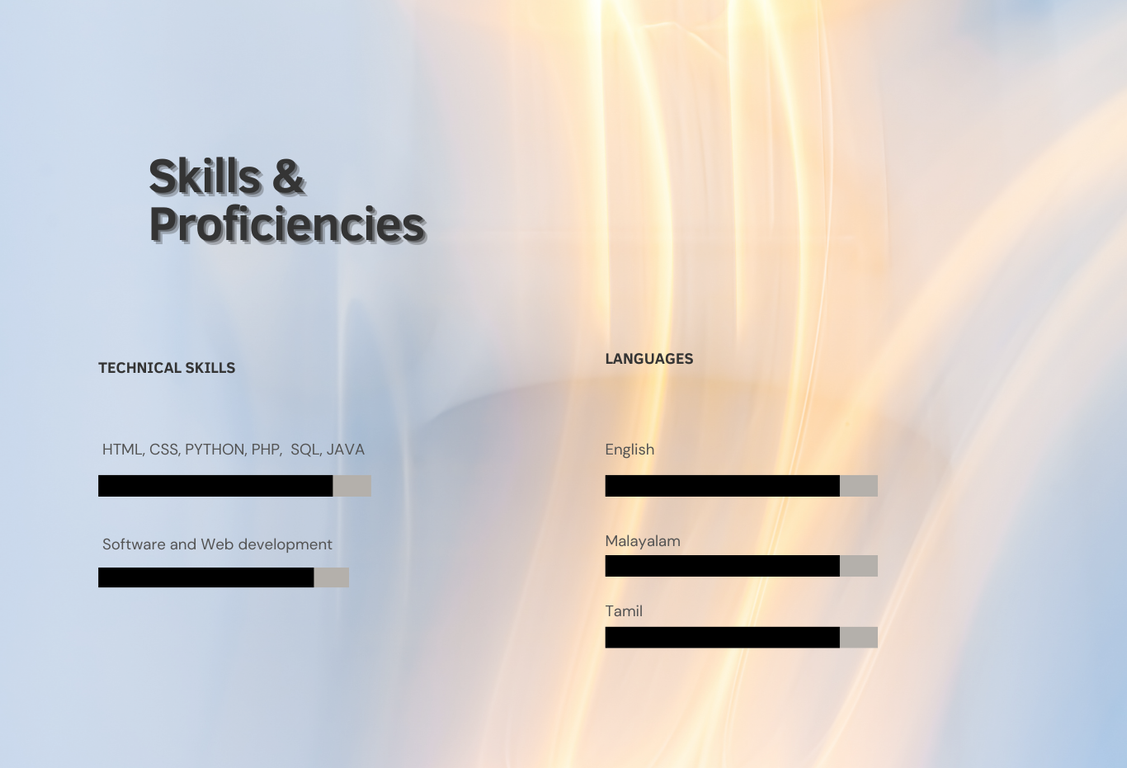 Skills &
Proficiencies
TECHNICAL SKILLS
HTML, CSS, PYTHON, PHP,  SQL, JAVA
Software and Web development
LANGUAGES
English
Malayalam
Tamil